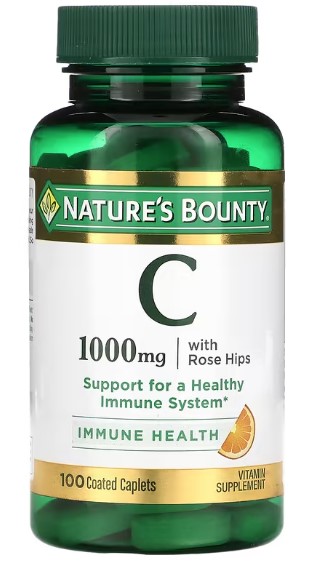 NATURE'S BOUNTY®
C
1000mg
with
Rose Hips
Support for a Healthy
Immune System*
IMMUNE HEALTH
100 Coated Caplets
VITAMIN
SUPPLEMENT